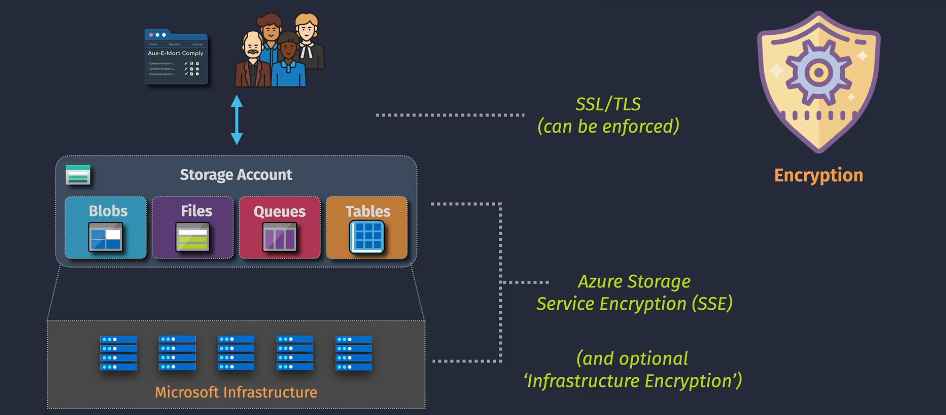 Aus-E-Mart Comply
SSL/TLS
(can be enforced)
Encryption
Storage Account
Blobs
Files
Queues
Tables
Azure Storage
Service Encryption (SSE)
(and optional
‘Infrastructure Encryption’)
Microsoft Infrastructure